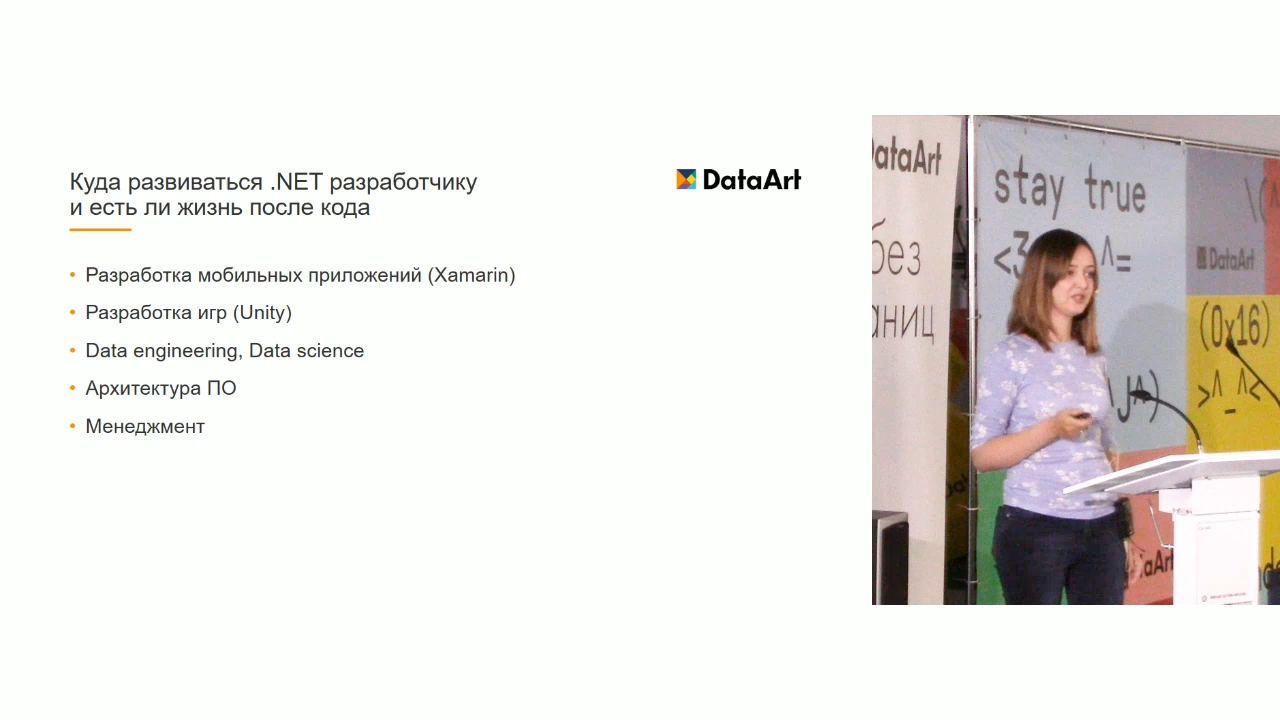 Куда развиваться .NET разработчику
и есть ли жизнь после кода
DataArt
• Разработка мобильных приложений (Xamarin)
• Разработка игр (Unity)
• Data engineering, Data science
• Архитектура ПО
• Менеджмент
DataArt
без
stay true
<3
^=
DataArt
(0x16)
>^_^<